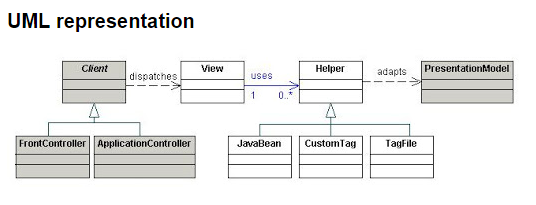 UML representation
Client
dispatches
View
uses
1
0..*
Helper
adapts
PresentationModel
FrontController
ApplicationController
JavaBean
CustomTag
TagFile